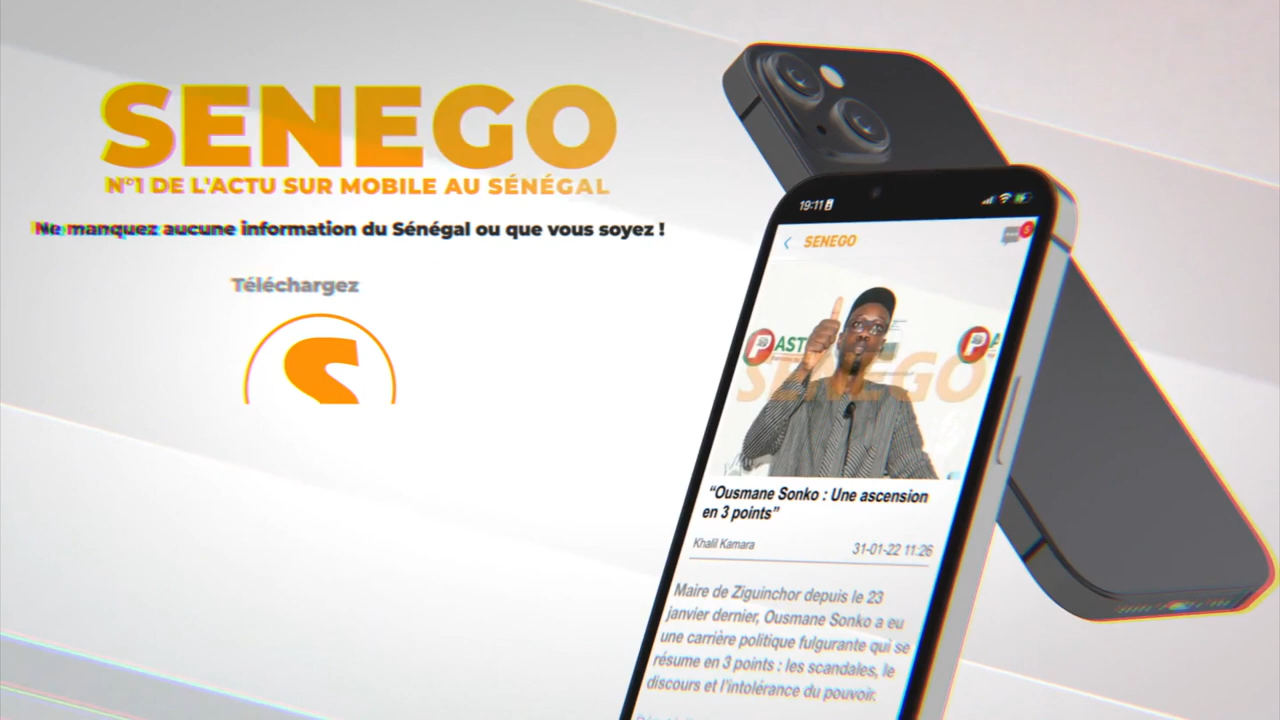 SENEGO
N°1 DE L'ACTU SUR MOBILE AU SÉNÉGAL
Ne manquez aucune information du Sénégal ou que vous soyez !
Téléchargez
S
19:11
SENEGO
5
PAST
P A
SENEGO
“Ousmane Sonko : Une ascension
en 3 points”
Khalil Kamara 31-01-22 11:26
Maire de Ziguinchor depuis le 23
janvier dernier, Ousmane Sonko a eu
une carrière politique fulgurante qui se
résume en 3 points : les scandales, le
discours et l'intolérance du pouvoir.